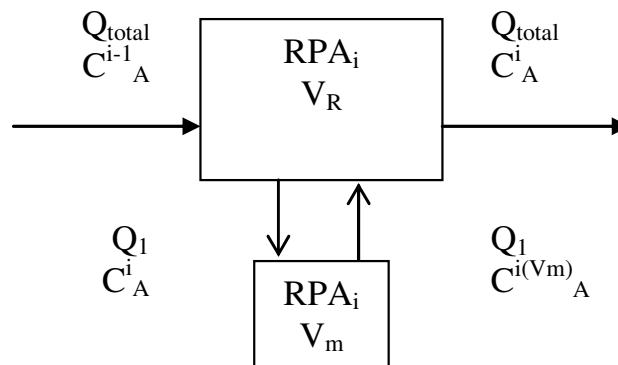 Q_total
C^{i-1}_A
RPA_i
V_R
Q_total
C^i_A
Q_1
C^i_A
RPA_i
V_m
Q_1
C^{i(Vm)}_A